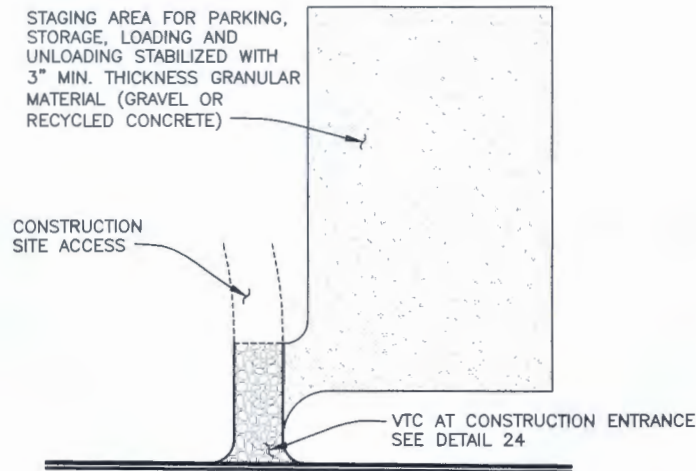 STAGING AREA FOR PARKING,
STORAGE, LOADING AND
UNLOADING STABILIZED WITH
3" MIN. THICKNESS GRANULAR
MATERIAL (GRAVEL OR
RECYCLED CONCRETE)
CONSTRUCTION
SITE ACCESS
VTC AT CONSTRUCTION ENTRANCE
SEE DETAIL 24